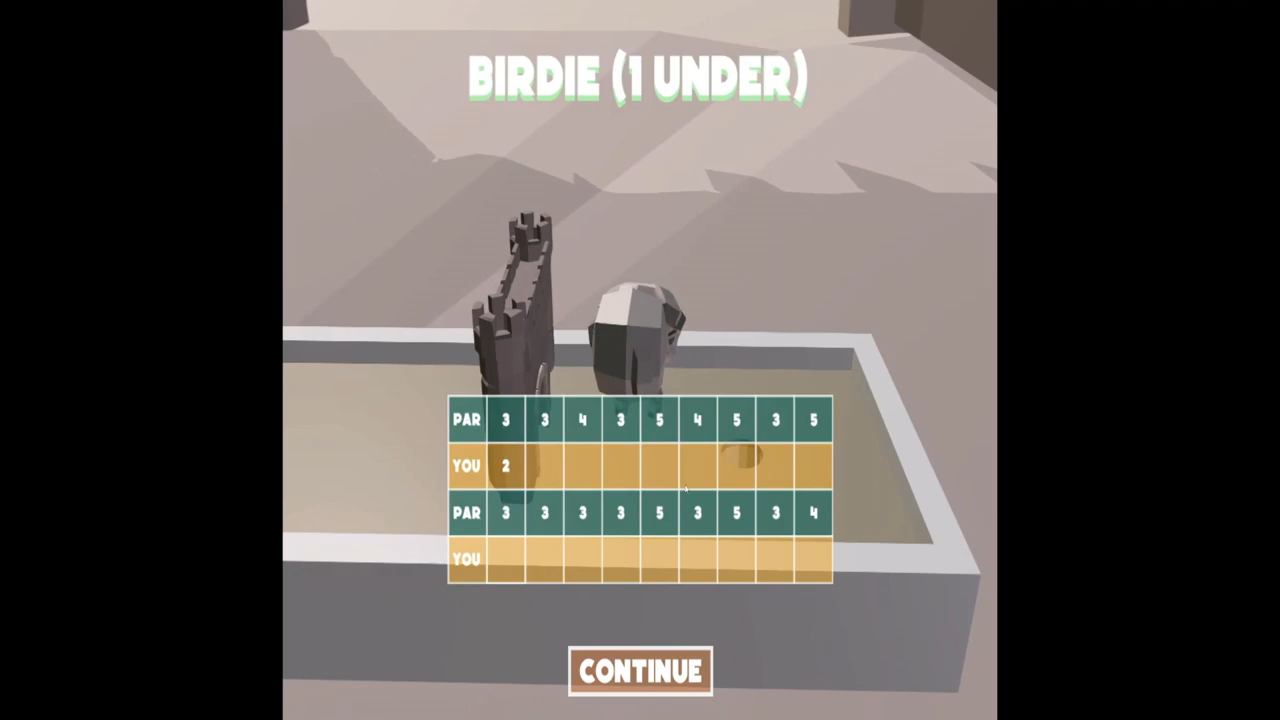 BIRDIE (1 UNDER)
PAR 3 3 4 3 5 4 5 3 5
YOU 2
PAR 3 3 3 3 5 3 5 3 4
YOU
CONTINUE